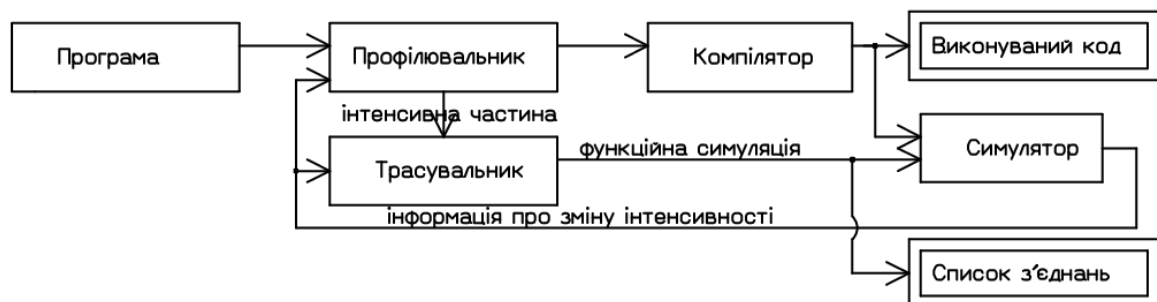 Програма
Профілювальник
Компілятор
Виконуваний код
інтенсивна частина
Трасувальник
функційна симуляція
Симулятор
інформація про зміну інтенсивності
Список з’єднань